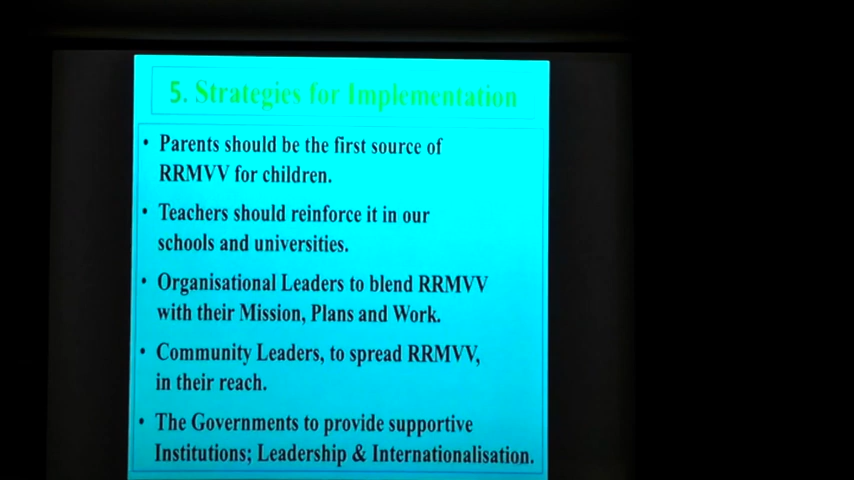 5. Strategies for Implementation
• Parents should be the first source of
RRMVV for children.
• Teachers should reinforce it in our
schools and universities.
• Organisational Leaders to blend RRMVV
with their Mission, Plans and Work.
• Community Leaders, to spread RRMVV,
in their reach.
• The Governments to provide supportive
Institutions; Leadership & Internationalisation.